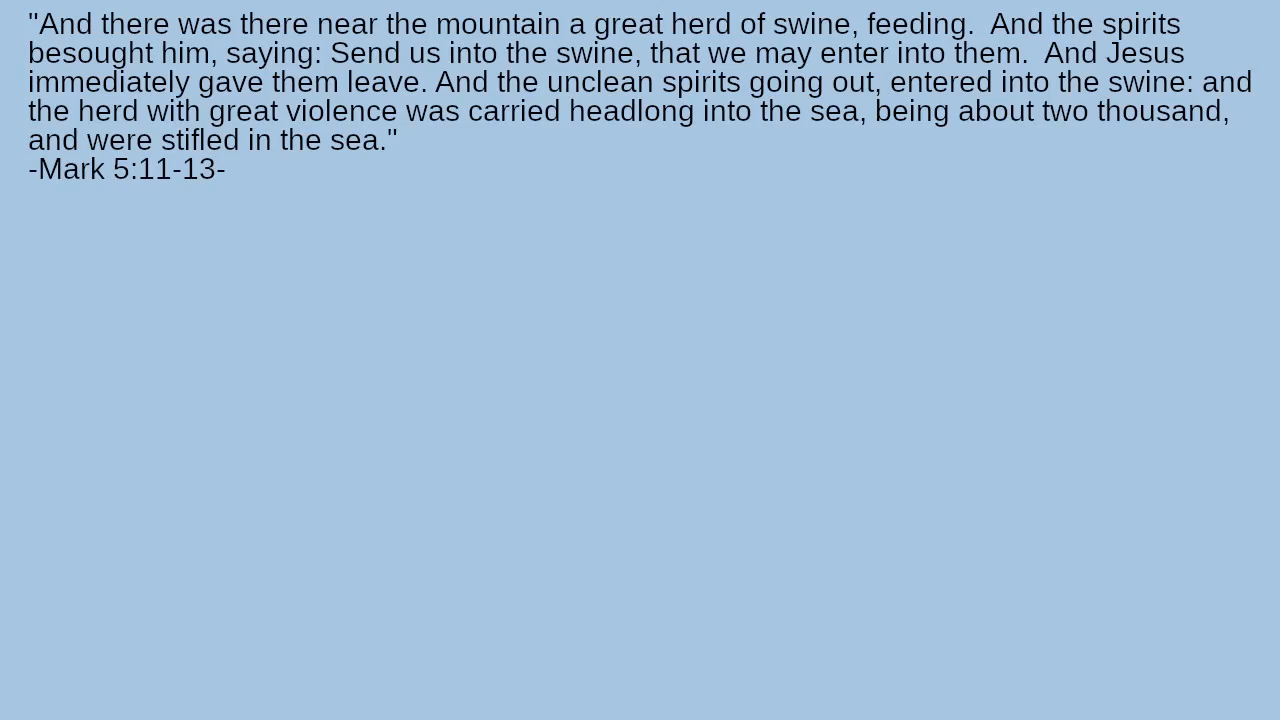 "And there was there near the mountain a great herd of swine, feeding.  And the spirits
besought him, saying: Send us into the swine, that we may enter into them.  And Jesus
immediately gave them leave. And the unclean spirits going out, entered into the swine: and
the herd with great violence was carried headlong into the sea, being about two thousand,
and were stifled in the sea."
-Mark 5:11-13-